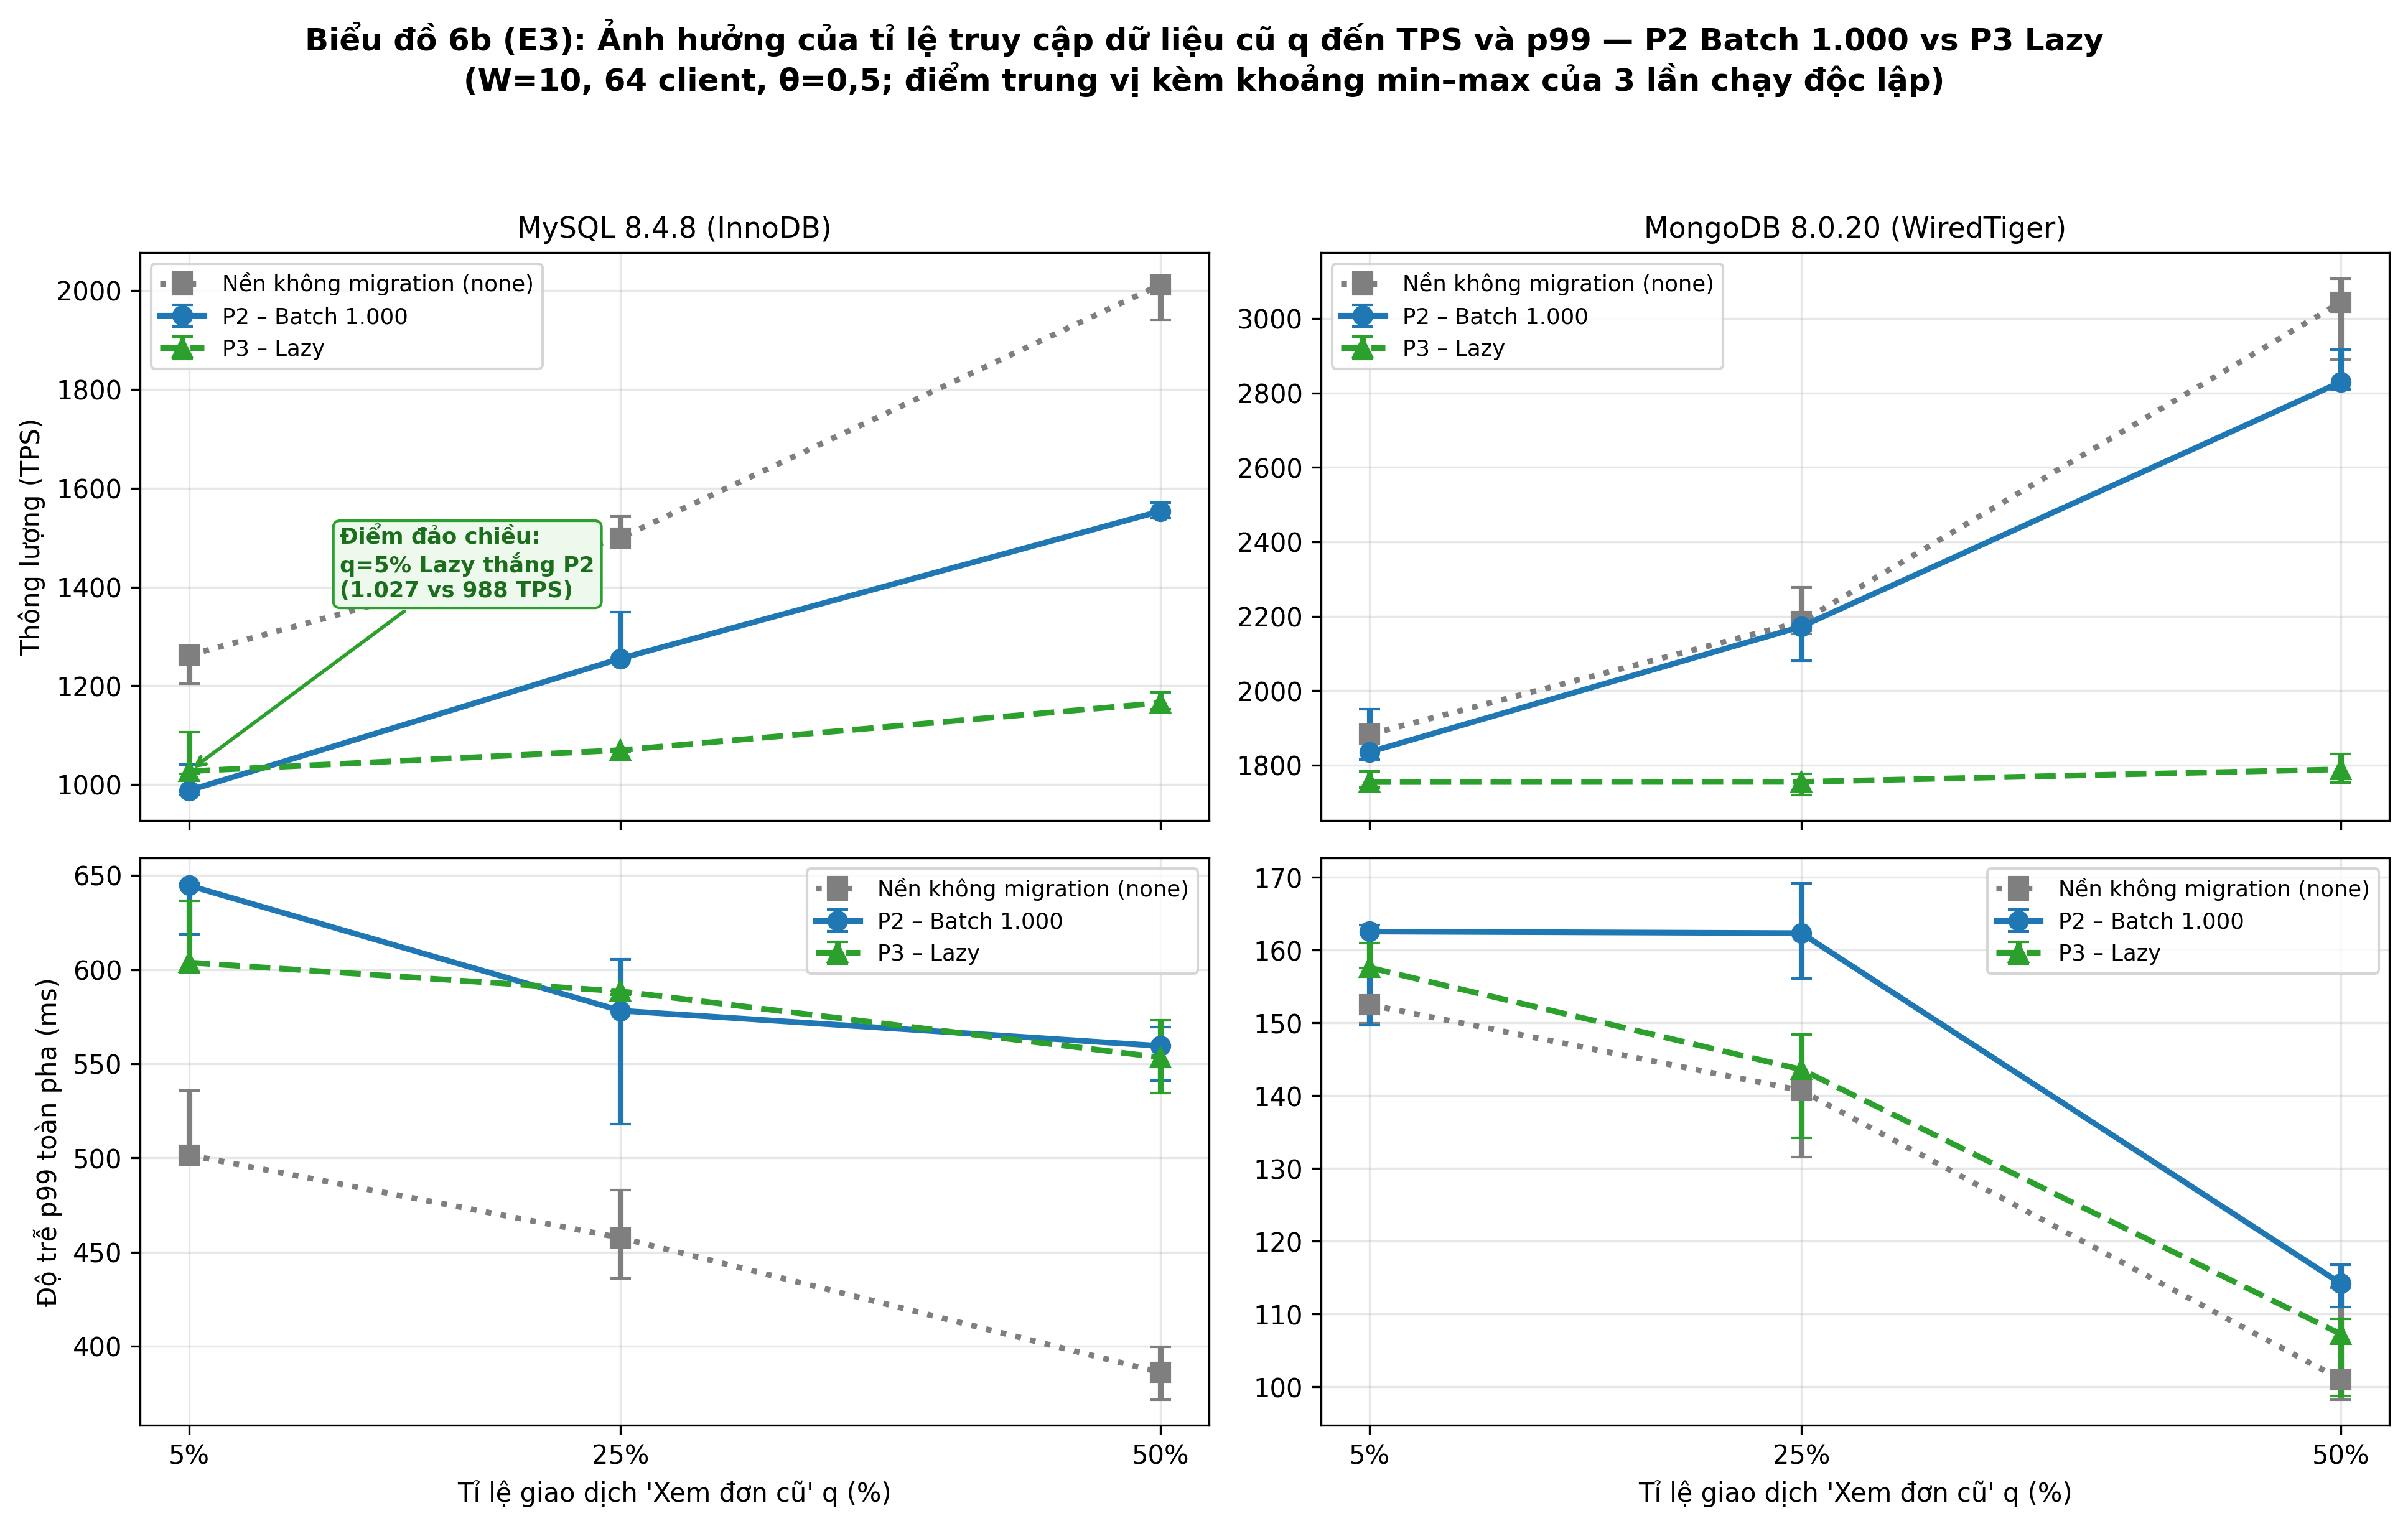 Biểu đồ 6b (E3): Ảnh hưởng của tỉ lệ truy cập dữ liệu cũ q đến TPS và p99 — P2 Batch 1.000 vs P3 Lazy
(W=10, 64 client, θ=0,5; điểm trung vị kèm khoảng min–max của 3 lần chạy độc lập)
MySQL 8.4.8 (InnoDB)
Thông lượng (TPS)
2000
1800
1600
1400
1200
1000
Nền không migration (none)
P2 – Batch 1.000
P3 – Lazy
Điểm đảo chiều:
q=5% Lazy thắng P2
(1.027 vs 988 TPS)
MongoDB 8.0.20 (WiredTiger)
3000
2800
2600
2400
2200
2000
1800
Nền không migration (none)
P2 – Batch 1.000
P3 – Lazy
Độ trễ p99 toàn pha (ms)
650
600
550
500
450
400
Nền không migration (none)
P2 – Batch 1.000
P3 – Lazy
5%
25%
50%
Tỉ lệ giao dịch 'Xem đơn cũ' q (%)
170
160
150
140
130
120
110
100
Nền không migration (none)
P2 – Batch 1.000
P3 – Lazy
5%
25%
50%
Tỉ lệ giao dịch 'Xem đơn cũ' q (%)